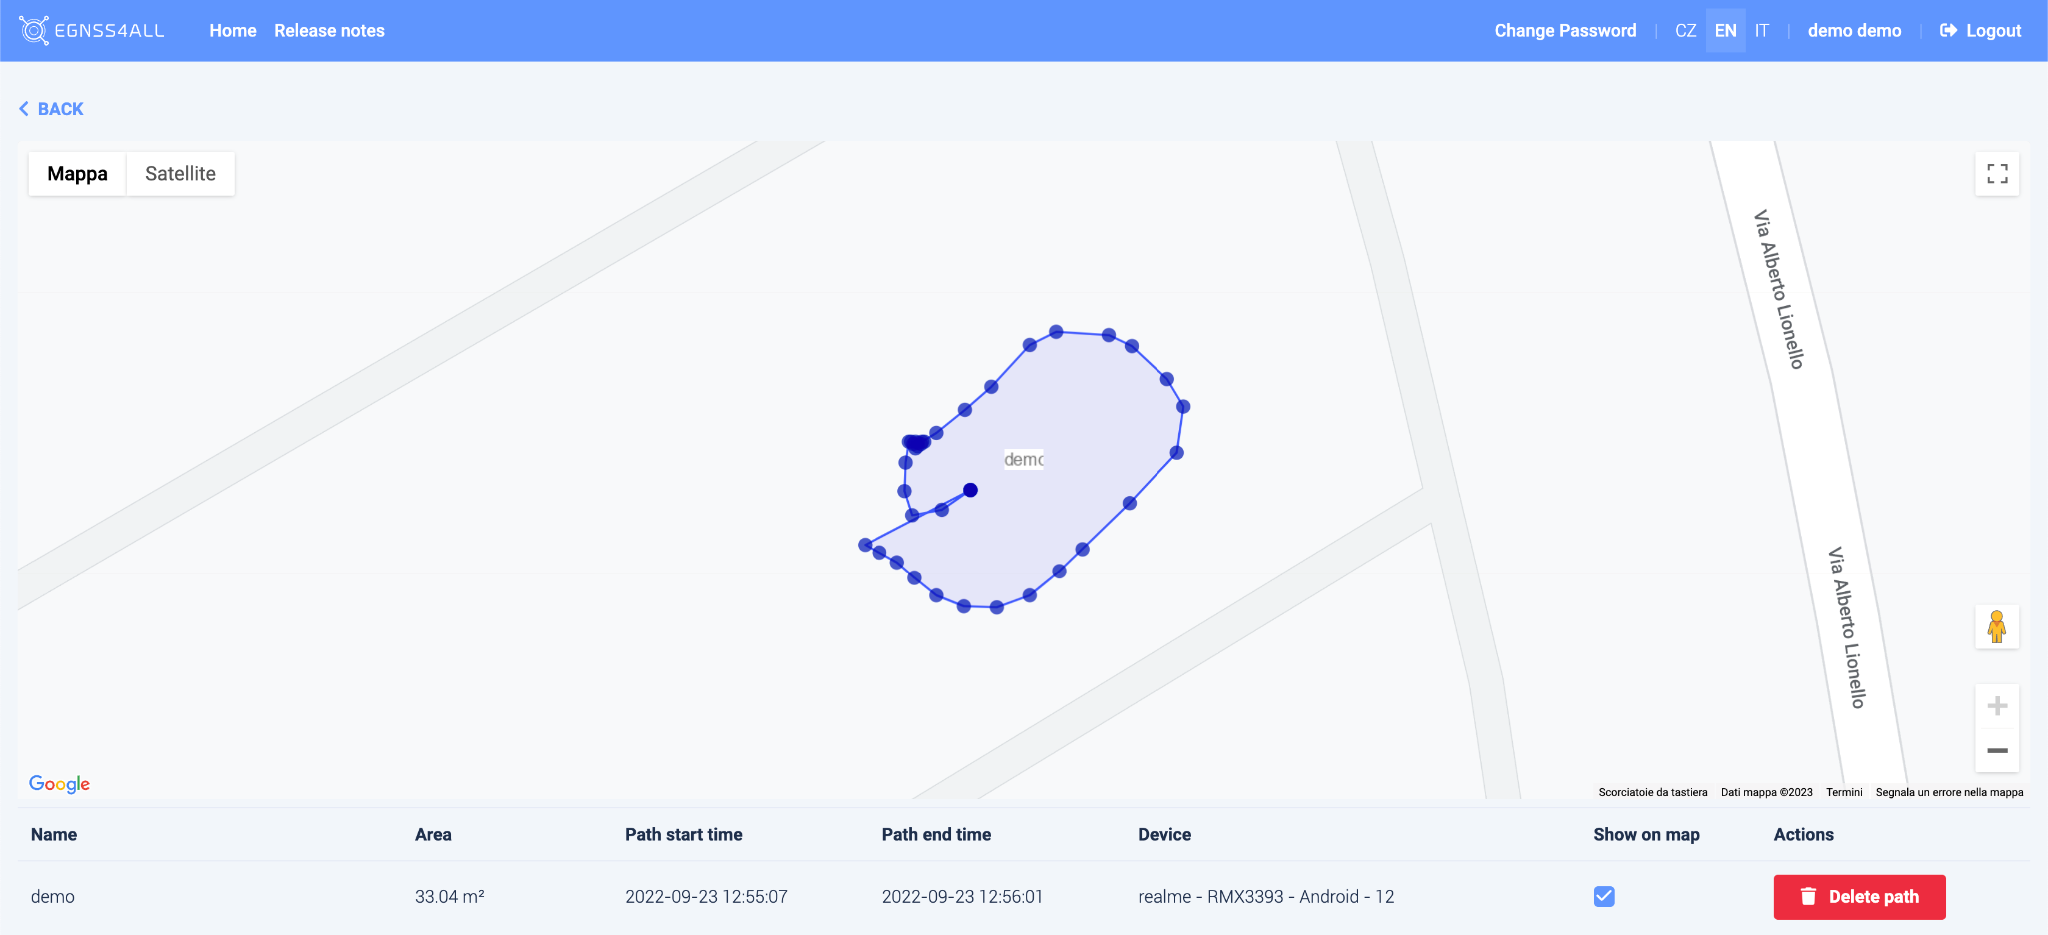 EGNSS4ALL Home Release notes Change Password CZ EN IT demo demo Logout
BACK
Mappa Satellite
Via Alberto Lionello
demo
Via Alberto Lionello
Google
Scorciatoie da tastiera Dati mappa ©2023 Termini Segnala un errore nella mappa
Name Area Path start time Path end time Device Show on map Actions
demo 33.04 m² 2022-09-23 12:55:07 2022-09-23 12:56:01 realme - RMX3393 - Android - 12 Delete path